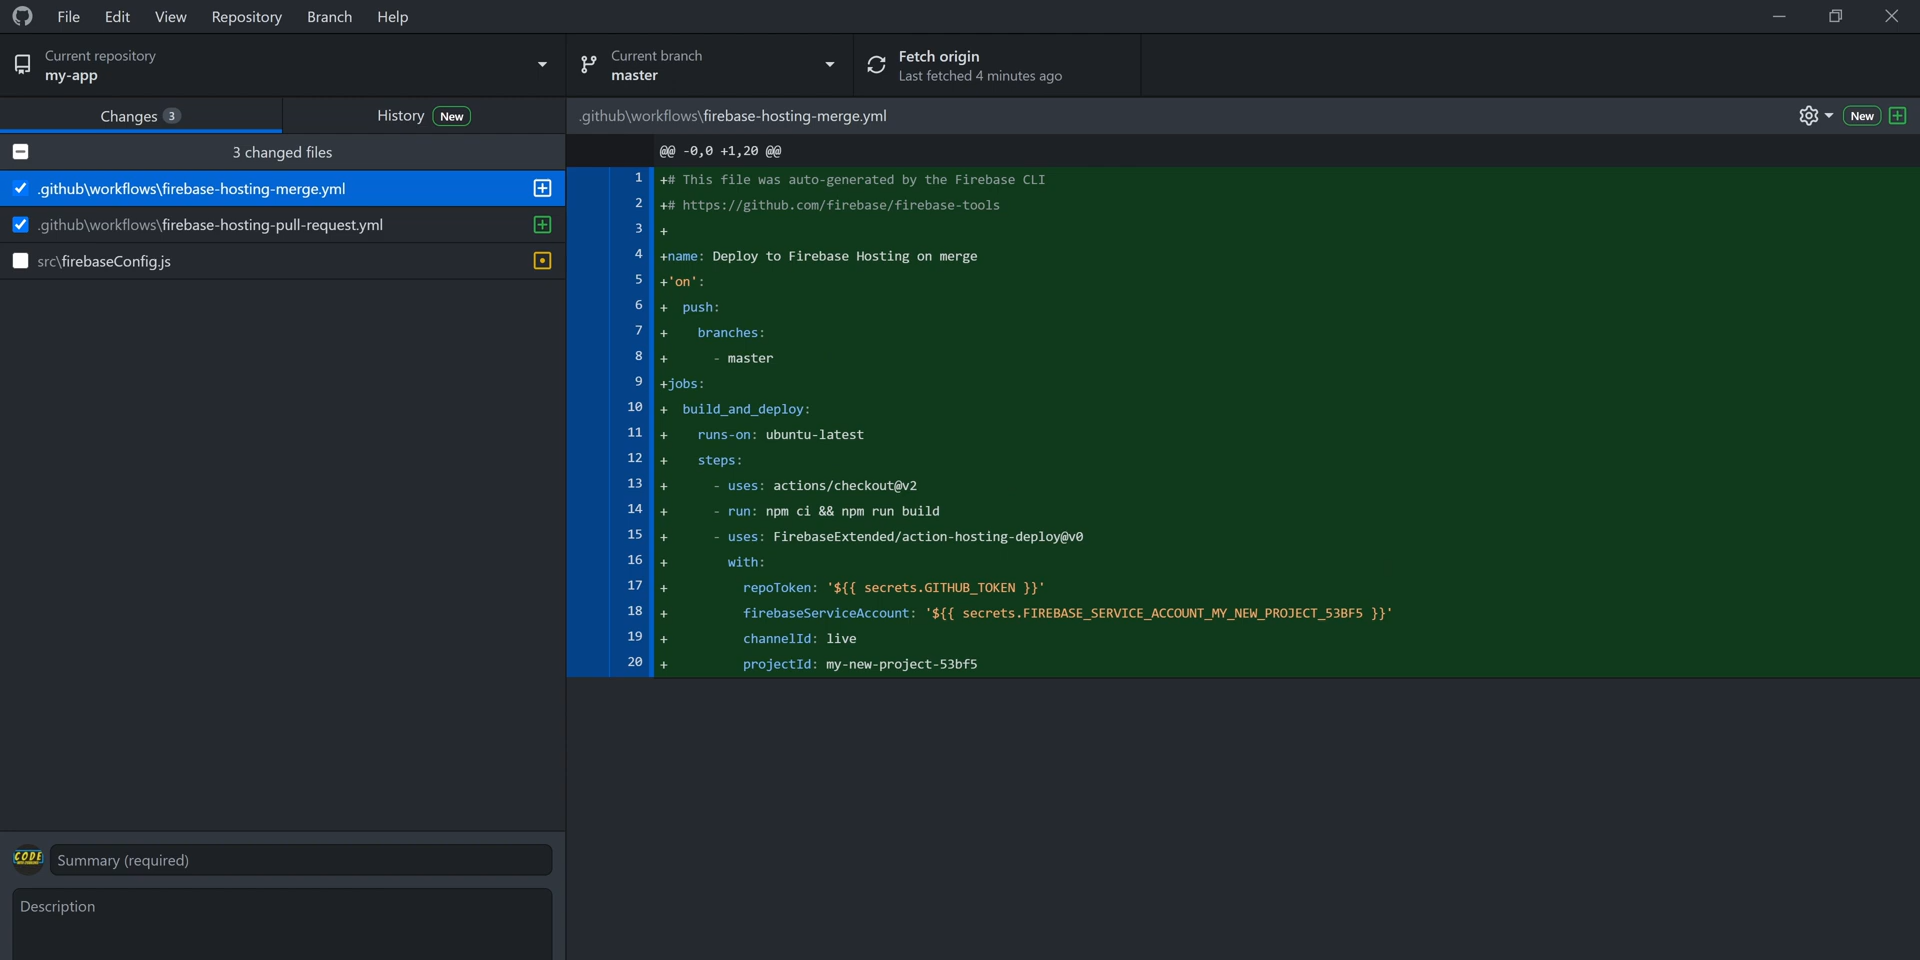 File Edit View Repository Branch Help
Current repository
my-app
Current branch
master
Fetch origin
Last fetched 4 minutes ago
Changes 3
History New
3 changed files
.github\workflows\firebase-hosting-merge.yml
.github\workflows\firebase-hosting-pull-request.yml
src\firebaseConfig.js
CODE
Summary (required)
Description
.github\workflows\firebase-hosting-merge.yml
New
@@ -0,0 +1,20 @@
1 +# This file was auto-generated by the Firebase CLI
2 +# https://github.com/firebase/firebase-tools
3 +
4 +name: Deploy to Firebase Hosting on merge
5 +'on':
6 +  push:
7 +    branches:
8 +      - master
9 +jobs:
10 +  build_and_deploy:
11 +    runs-on: ubuntu-latest
12 +    steps:
13 +      - uses: actions/checkout@v2
14 +      - run: npm ci && npm run build
15 +      - uses: FirebaseExtended/action-hosting-deploy@v0
16 +        with:
17 +          repoToken: '${{ secrets.GITHUB_TOKEN }}'
18 +          firebaseServiceAccount: '${{ secrets.FIREBASE_SERVICE_ACCOUNT_MY_NEW_PROJECT_53BF5 }}'
19 +          channelId: live
20 +          projectId: my-new-project-53bf5